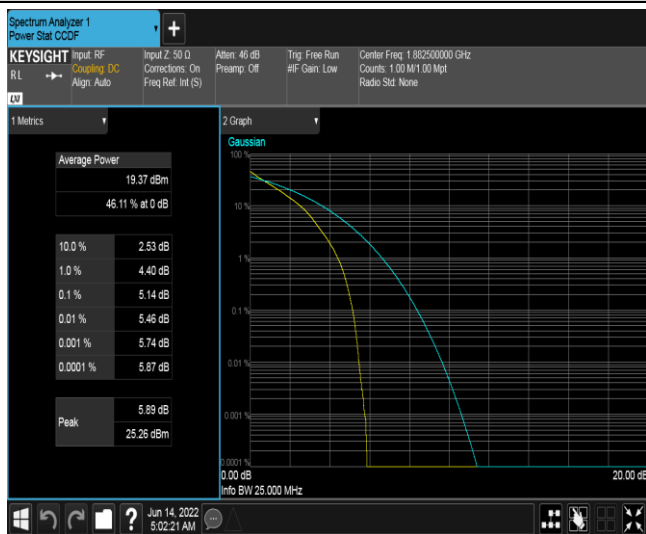 Spectrum Analyzer 1
Power Stat CCDF
+
KEYSIGHT
RL
Input: RF
Coupling: DC
Align: Auto
Input Z: 50 Ω
Corrections: On
Freq Ref: Int (S)
Atten: 46 dB
Preamp: Off
Trig: Free Run
#IF Gain: Low
Center Freq: 1.882500000 GHz
Counts: 1.00 M/1.00 Mpt
Radio Std: None
LXI
1 Metrics
Average Power
19.37 dBm
46.11 % at 0 dB
10.0 % 2.53 dB
1.0 % 4.40 dB
0.1 % 5.14 dB
0.01 % 5.46 dB
0.001 % 5.74 dB
0.0001 % 5.87 dB
Peak
5.89 dB
25.26 dBm
2 Graph
Gaussian
100 %
10 %
1 %
0.1 %
0.01 %
0.001 %
0.0001 %
0.00 dB
20.00 dB
Info BW 25.000 MHz
?
Jun 14, 2022
5:02:21 AM